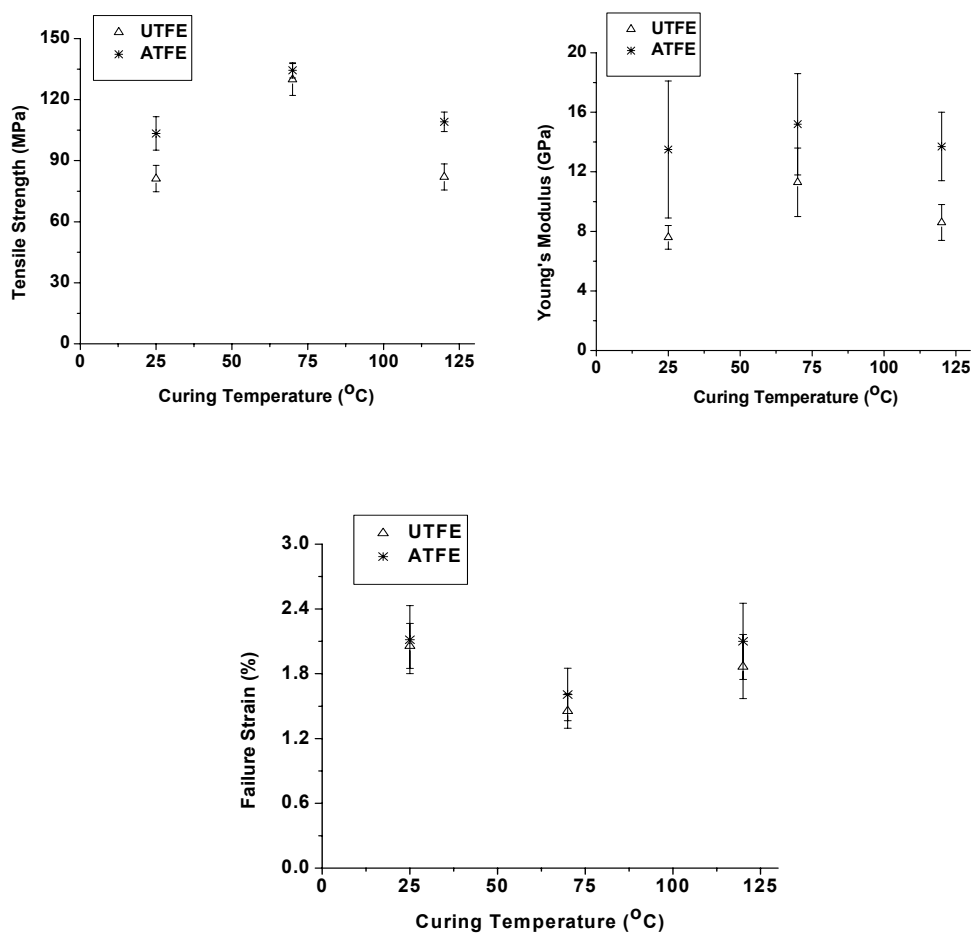 UTFE
ATFE
150
120
90
60
30
0
Tensile Strength (MPa)
0 25 50 75 100 125
Curing Temperature (ºC)
UTFE
ATFE
20
16
12
8
4
0
Young's Modulus (GPa)
0 25 50 75 100 125
Curing Temperature (ºC)
UTFE
ATFE
3.0
2.4
1.8
1.2
0.6
0.0
Failure Strain (%)
0 25 50 75 100 125
Curing Temperature (ºC)